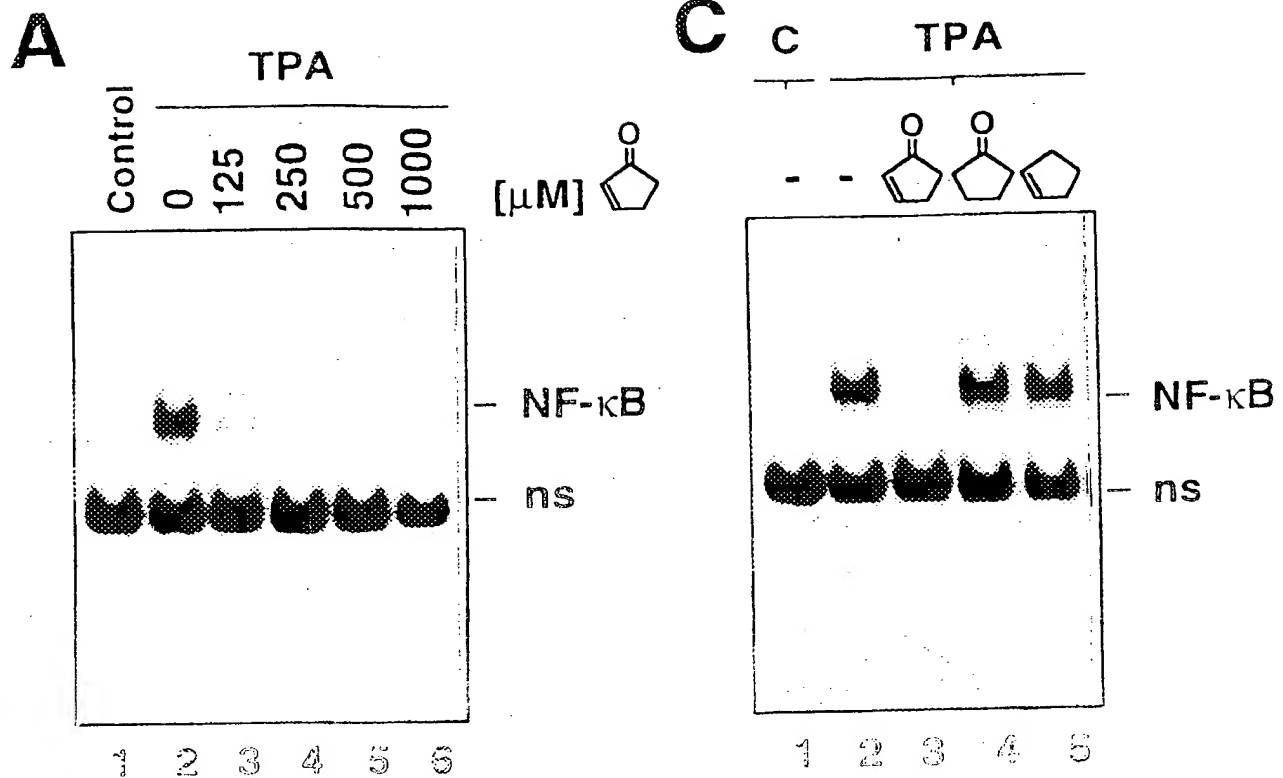 A
TPA
Control
0
125
250
500
1000
[μM]
O
NF-κB
ns
1 2 3 4 5 6
C
C TPA
O O
- -
NF-κB
ns
1 2 3 4 5